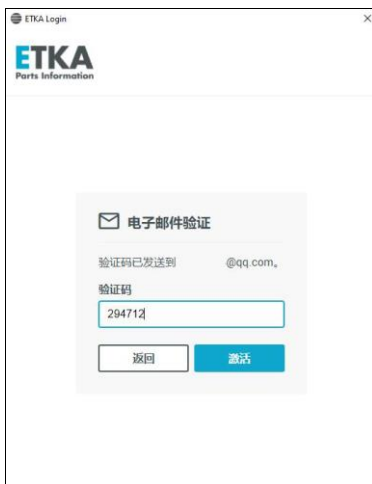 ETKA Login
ETKA
Parts Information
电子邮件验证
验证码已发送到 @qq.com。
验证码
294712
返回 激活